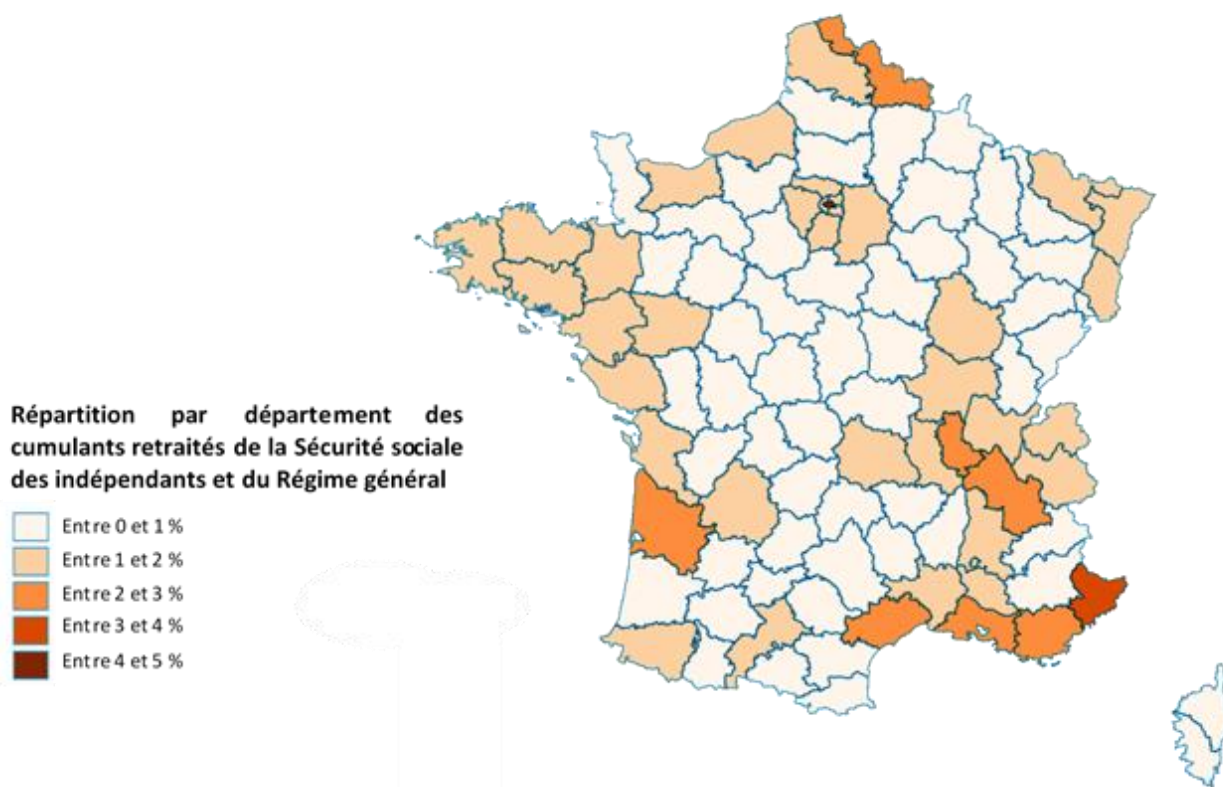 Répartition par département des
cumulants retraités de la Sécurité sociale
des indépendants et du Régime général
Entre 0 et 1 %
Entre 1 et 2 %
Entre 2 et 3 %
Entre 3 et 4 %
Entre 4 et 5 %